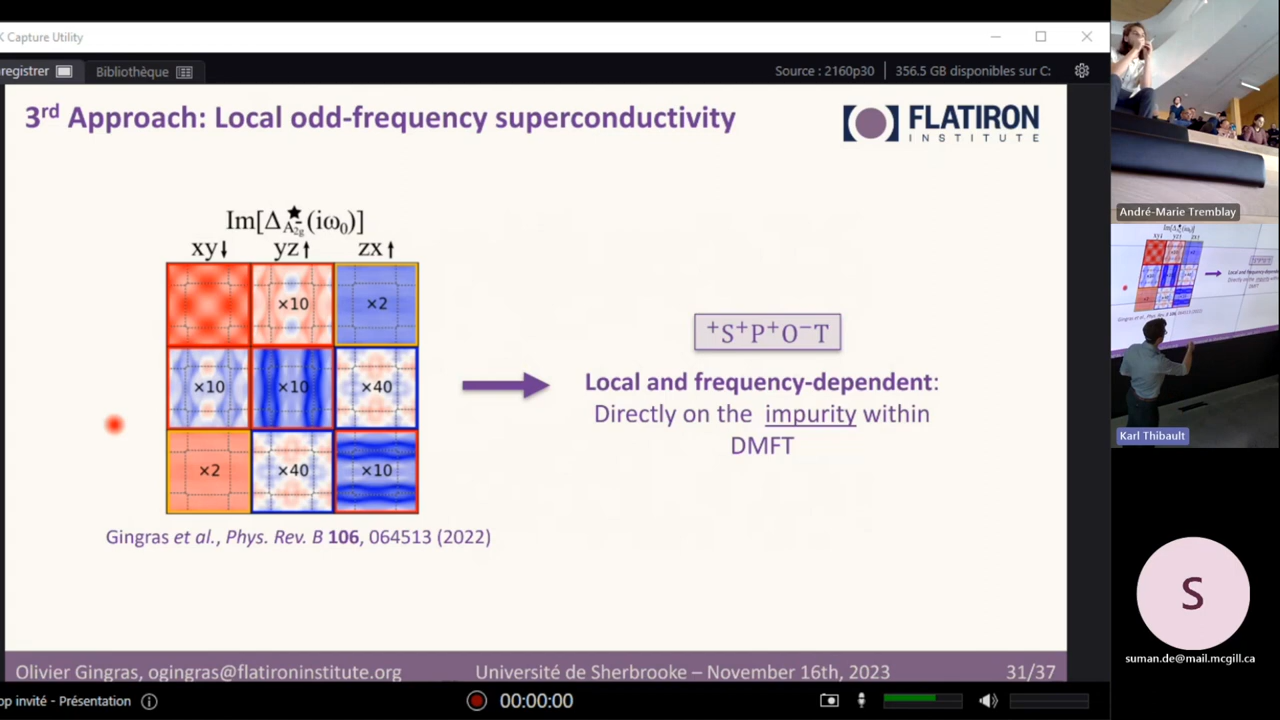 K Capture Utility
registrer
Bibliothèque
Source : 2160p30
356.5 GB disponibles sur C:
3rd Approach: Local odd-frequency superconductivity
FLATIRON
INSTITUTE
Im[Δ_{A_{2g}^-}^★(iω₀)]
xy↓ yz↑ zx↑
×10 ×2
×10 ×10 ×40
×2 ×40 ×10
⁺S⁺P⁺O⁻T
Local and frequency-dependent:
Directly on the impurity within
DMFT
Gingras et al., Phys. Rev. B 106, 064513 (2022)
Olivier Gingras, ogingras@flatironinstitute.org
Université de Sherbrooke – November 16th, 2023
31/37
op invité - Présentation
00:00:00
André-Marie Tremblay
Karl Thibault
S
suman.de@mail.mcgill.ca